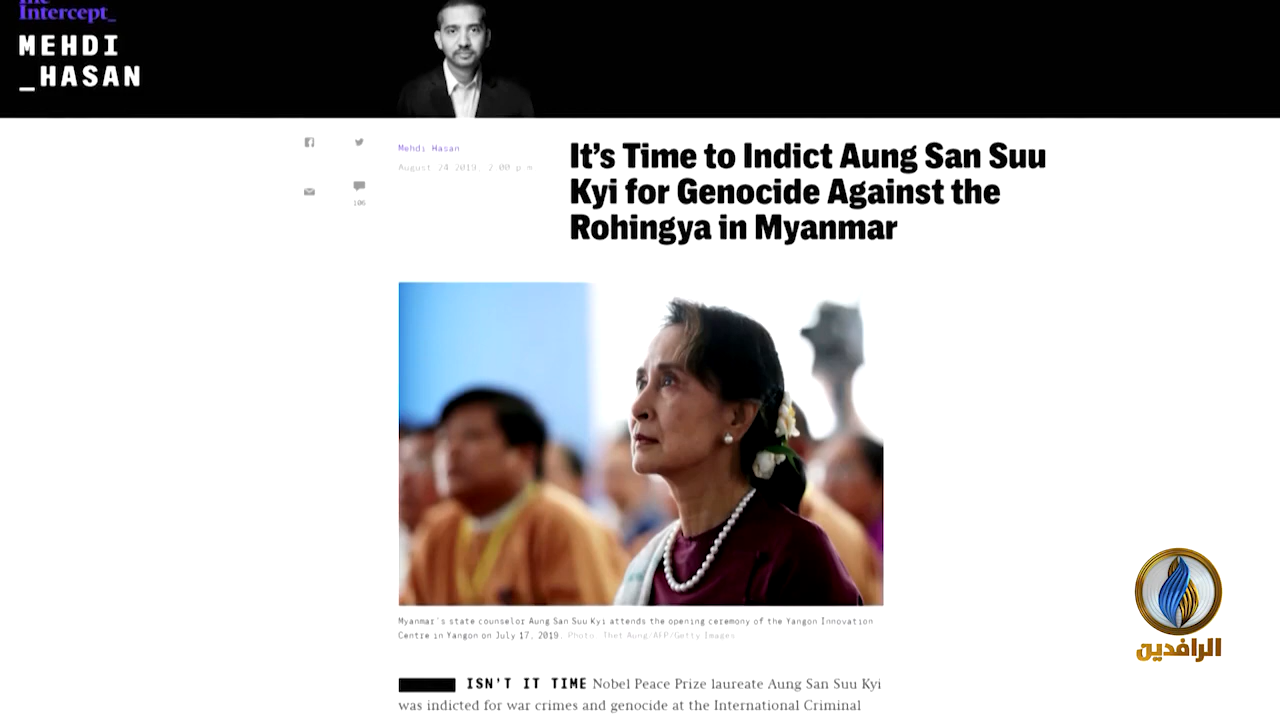 The
Intercept_
MEHDI
_HASAN
Mehdi Hasan
August 24 2019, 2:00 p.m.
106
It's Time to Indict Aung San Suu
Kyi for Genocide Against the
Rohingya in Myanmar
Myanmar's state counselor Aung San Suu Kyi attends the opening ceremony of the Yangon Innovation
Centre in Yangon on July 17, 2019. Photo: Thet Aung/AFP/Getty Images
ISN'T IT TIME Nobel Peace Prize laureate Aung San Suu Kyi
was indicted for war crimes and genocide at the International Criminal
الرافدين